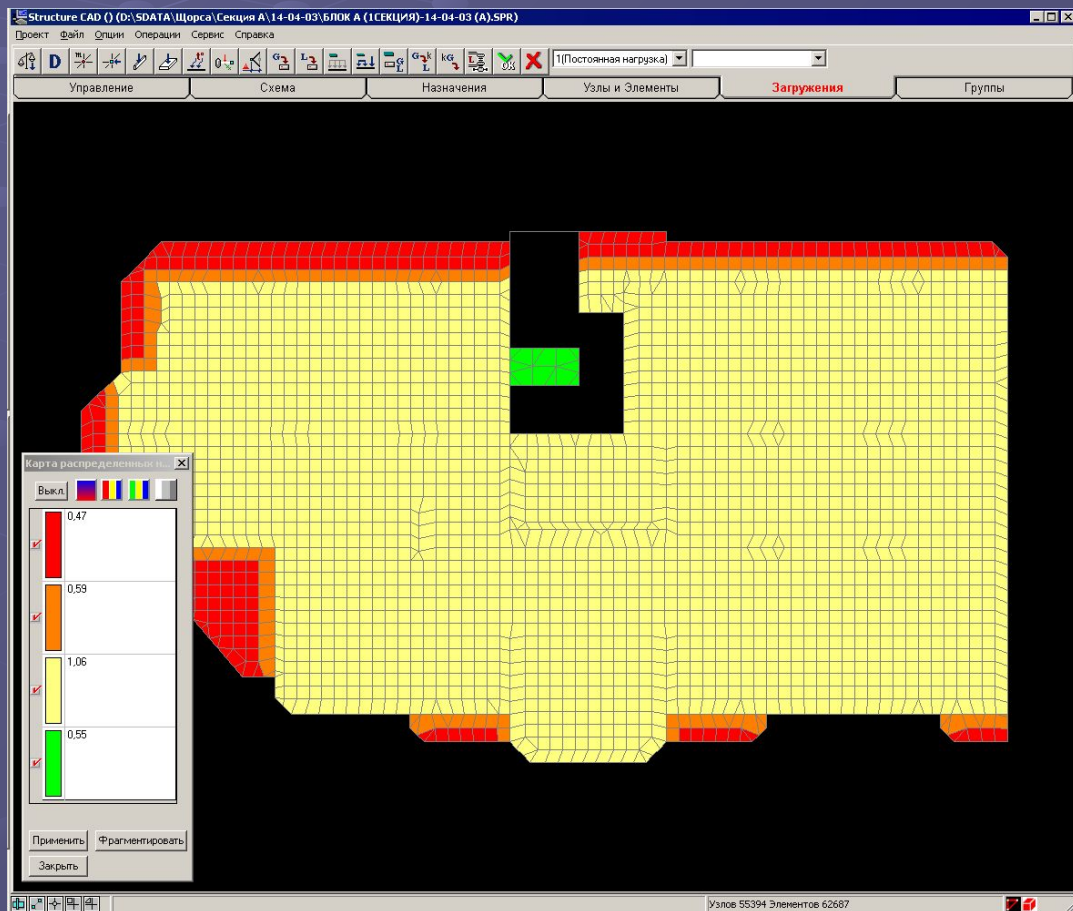 Structure CAD () (D:\SDATA\Щорса\Секция А\14-04-03\БЛОК А (1СЕКЦИЯ)-14-04-03 (А).SPR)
Проект Файл Опции Операции Сервис Справка
1(Постоянная нагрузка)
Управление Схема Назначения Узлы и Элементы Загружения Группы
Карта распределенных н...
Выкл.
0,47
0,59
1,06
0,55
Применить Фрагментировать
Закрыть
Узлов 55394 Элементов 62687